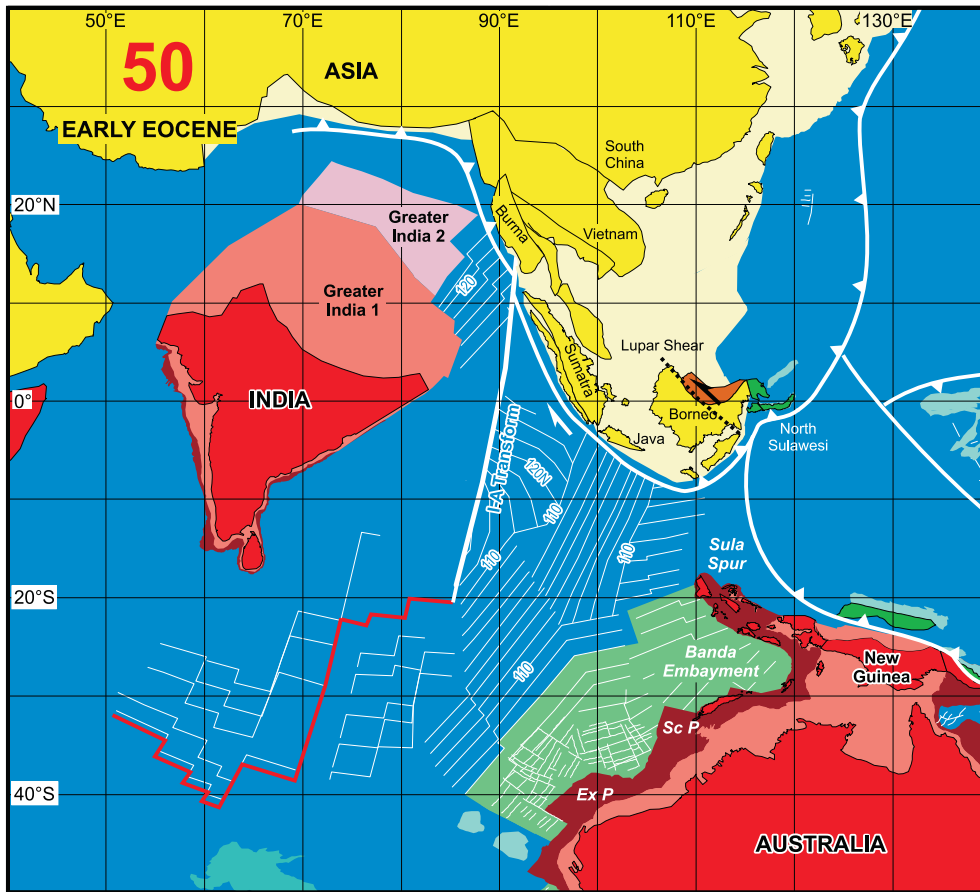 50°E
70°E
90°E
110°E
130°E
50
ASIA
EARLY EOCENE
South
China
20°N
Burma
Vietnam
Greater
India 2
120
Greater
India 1
Lupar Shear
Sumatra
INDIA
0°
Borneo
Java
North
Sulawesi
I-A Transform
120N
110
110
110
Sula
Spur
20°S
110
Banda
Embayment
New
Guinea
Sc P
Ex P
40°S
AUSTRALIA